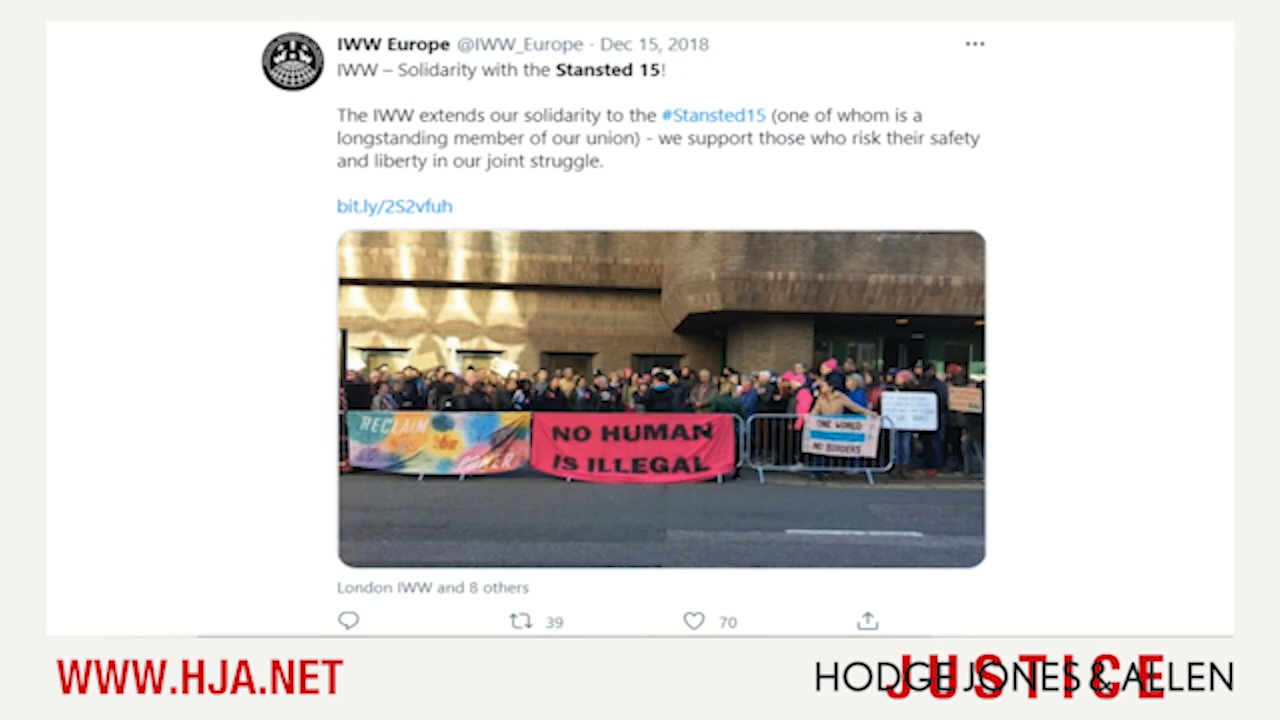 IWW Europe @IWW_Europe · Dec 15, 2018
IWW – Solidarity with the Stansted 15!
The IWW extends our solidarity to the #Stansted15 (one of whom is a
longstanding member of our union) - we support those who risk their safety
and liberty in our joint struggle.
bit.ly/2S2vfuh
RECLAIM
the
POWER
NO HUMAN
IS ILLEGAL
ONE WORLD
NO BORDERS
London IWW and 8 others
39
70
WWW.HJA.NET
HODGE JONES & ALLEN
JUSTICE